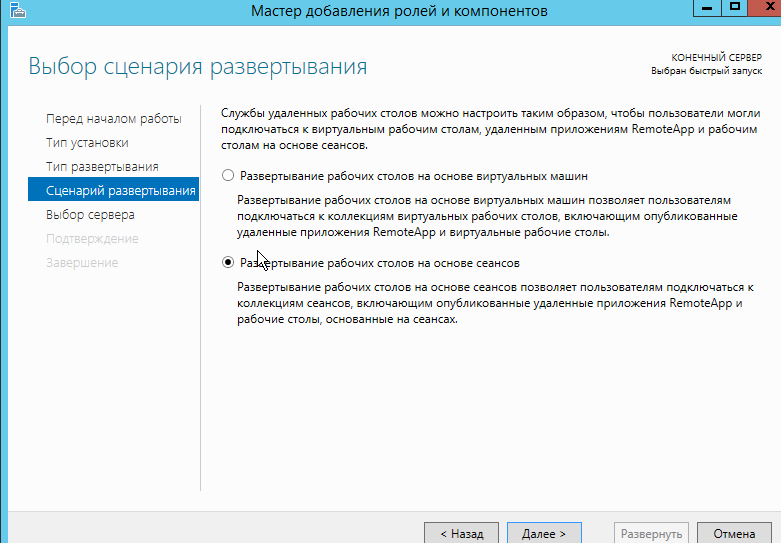 Мастер добавления ролей и компонентов
Выбор сценария развертывания
КОНЕЧНЫЙ СЕРВЕР
Выбран быстрый запуск
Перед началом работы
Тип установки
Тип развертывания
Сценарий развертывания
Выбор сервера
Подтверждение
Завершение
Службы удаленных рабочих столов можно настроить таким образом, чтобы пользователи могли
подключаться к виртуальным рабочим столам, удаленным приложениям RemoteApp и рабочим
столам на основе сеансов.
Развертывание рабочих столов на основе виртуальных машин
Развертывание рабочих столов на основе виртуальных машин позволяет пользователям
подключаться к коллекциям виртуальных рабочих столов, включающим опубликованные
удаленные приложения RemoteApp и виртуальные рабочие столы.
Развертывание рабочих столов на основе сеансов
Развертывание рабочих столов на основе сеансов позволяет пользователям подключаться к
коллекциям сеансов, включающим опубликованные удаленные приложения RemoteApp и
рабочие столы, основанные на сеансах.
< Назад
Далее >
Развернуть
Отмена